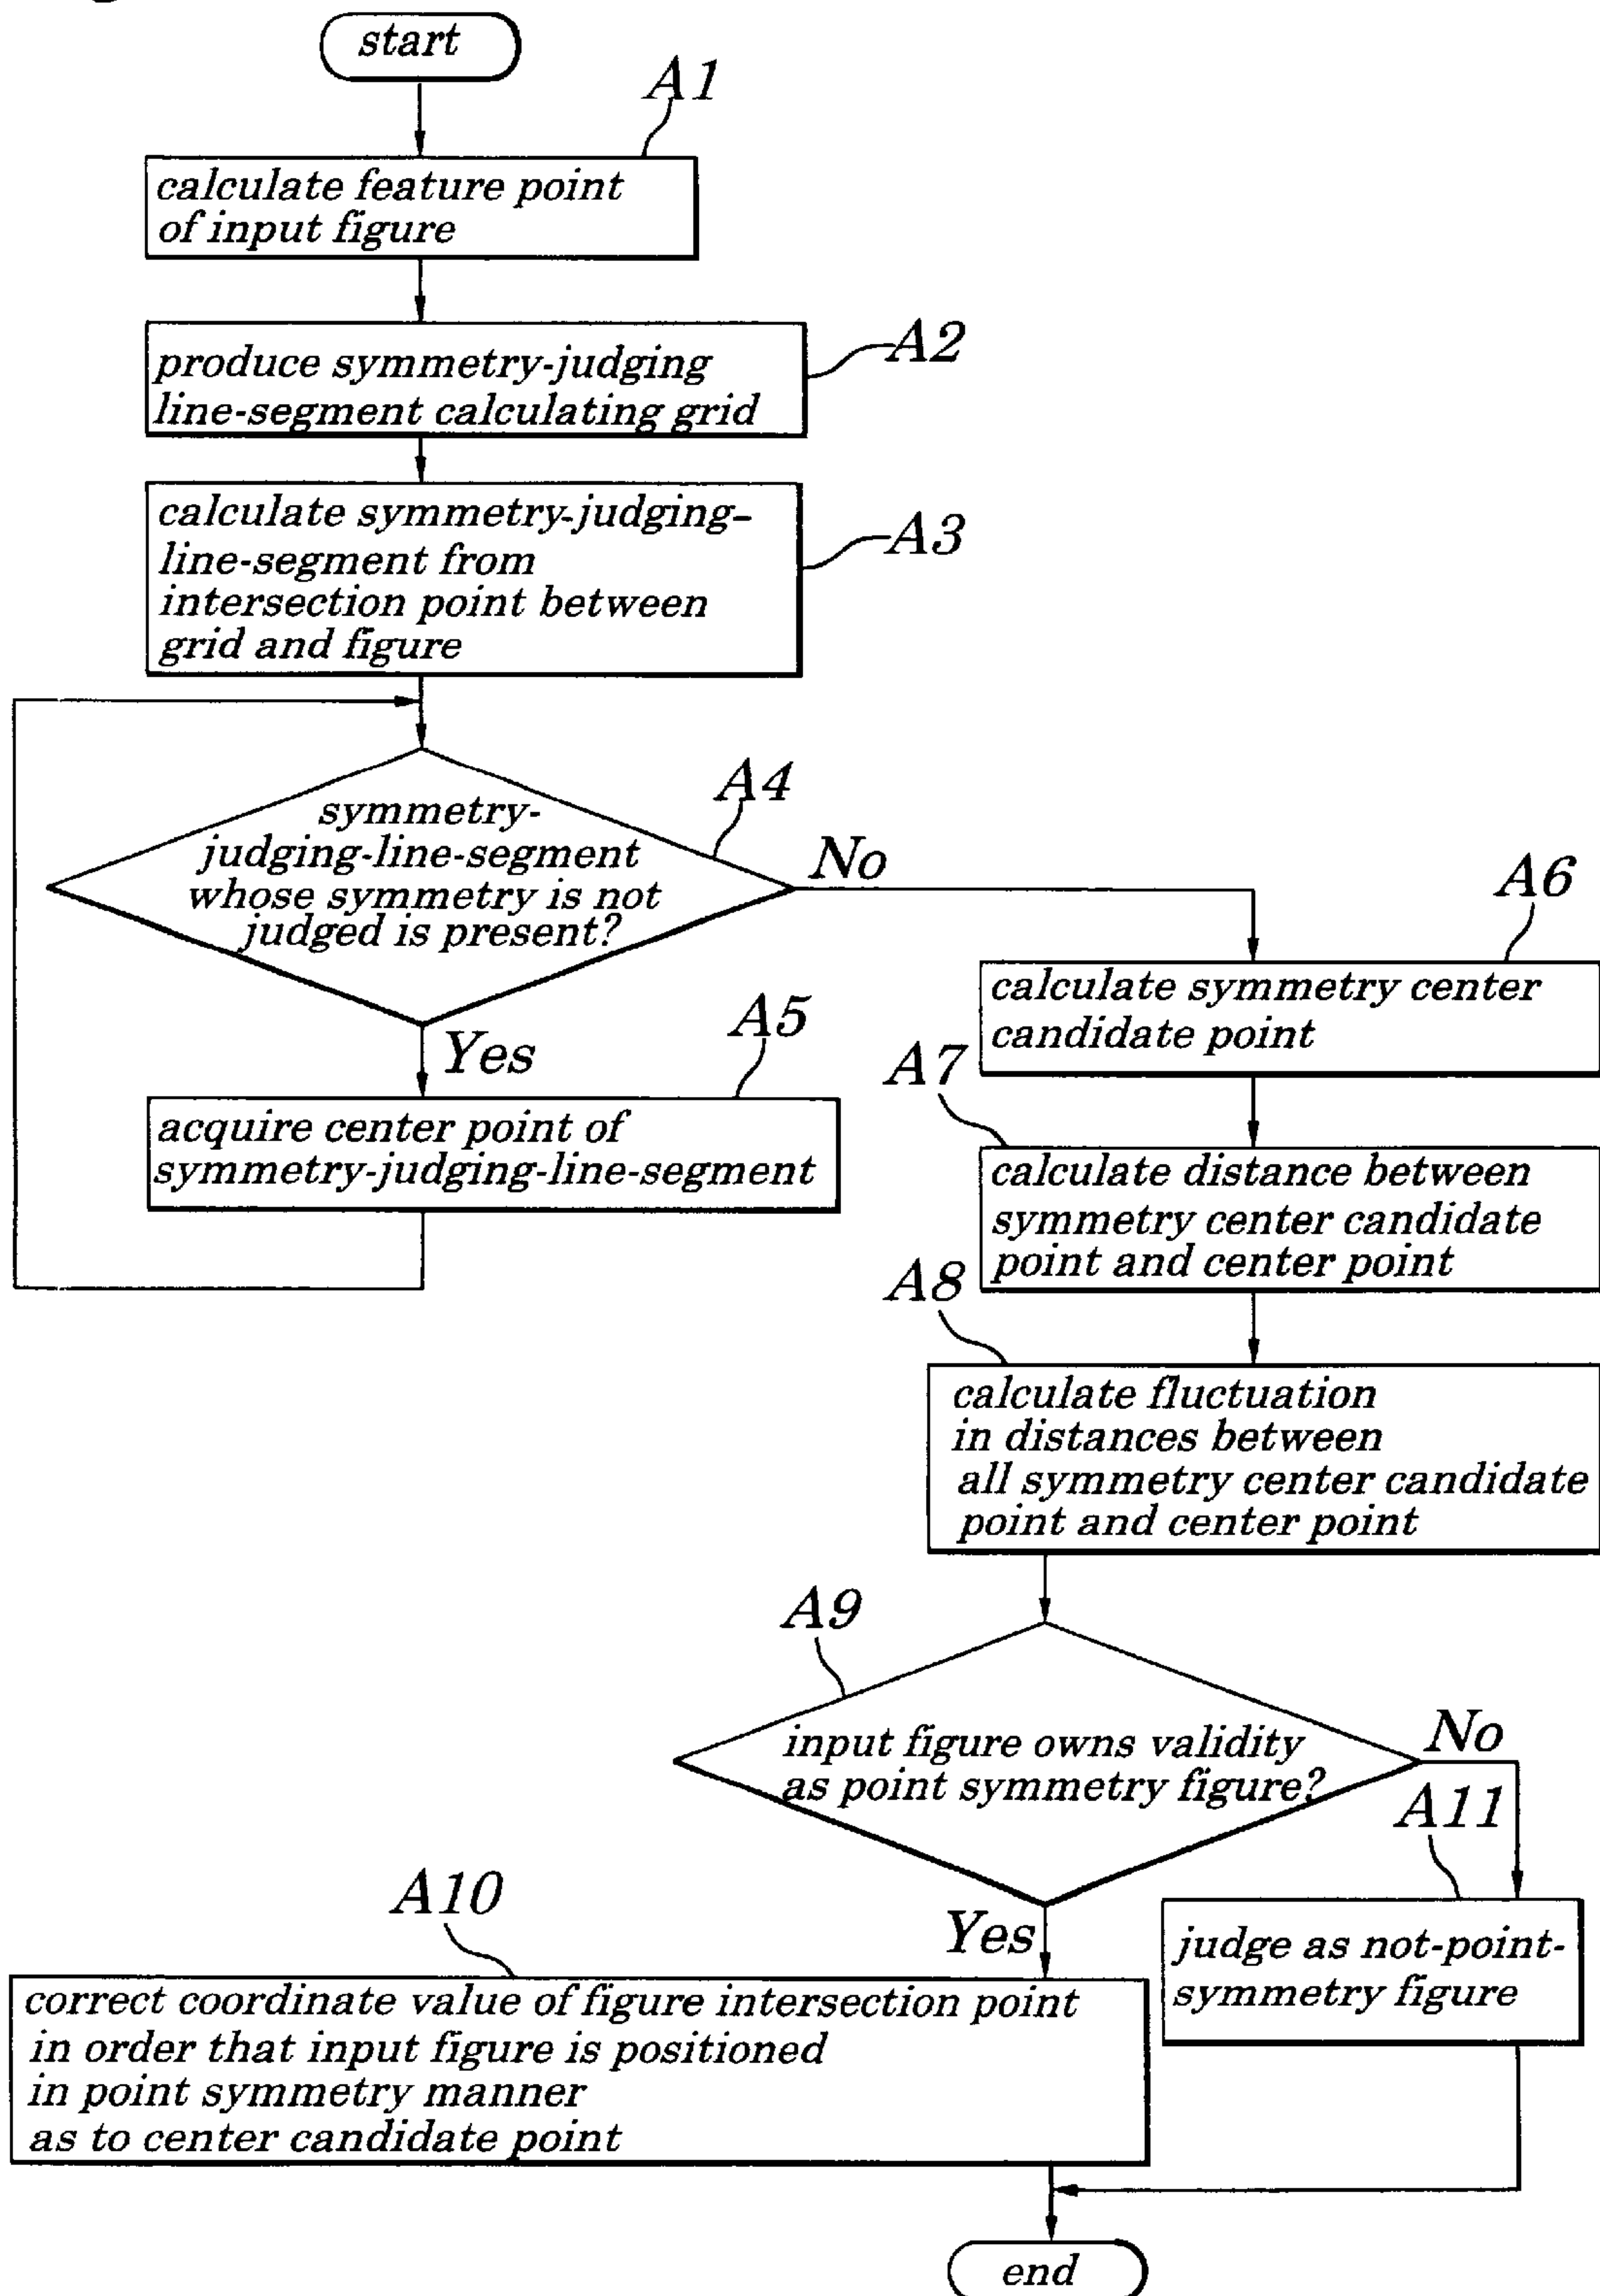 start
A1
calculate feature point
of input figure
A2
produce symmetry-judging
line-segment calculating grid
A3
calculate symmetry-judging-
line-segment from
intersection point between
grid and figure
A4
symmetry-
judging-line-segment
whose symmetry is not
judged is present?
No
Yes
A5
acquire center point of
symmetry-judging-line-segment
A6
calculate symmetry center
candidate point
A7
calculate distance between
symmetry center candidate
point and center point
A8
calculate fluctuation
in distances between
all symmetry center candidate
point and center point
A9
input figure owns validity
as point symmetry figure?
No
A11
judge as not-point-
symmetry figure
Yes
A10
correct coordinate value of figure intersection point
in order that input figure is positioned
in point symmetry manner
as to center candidate point
end